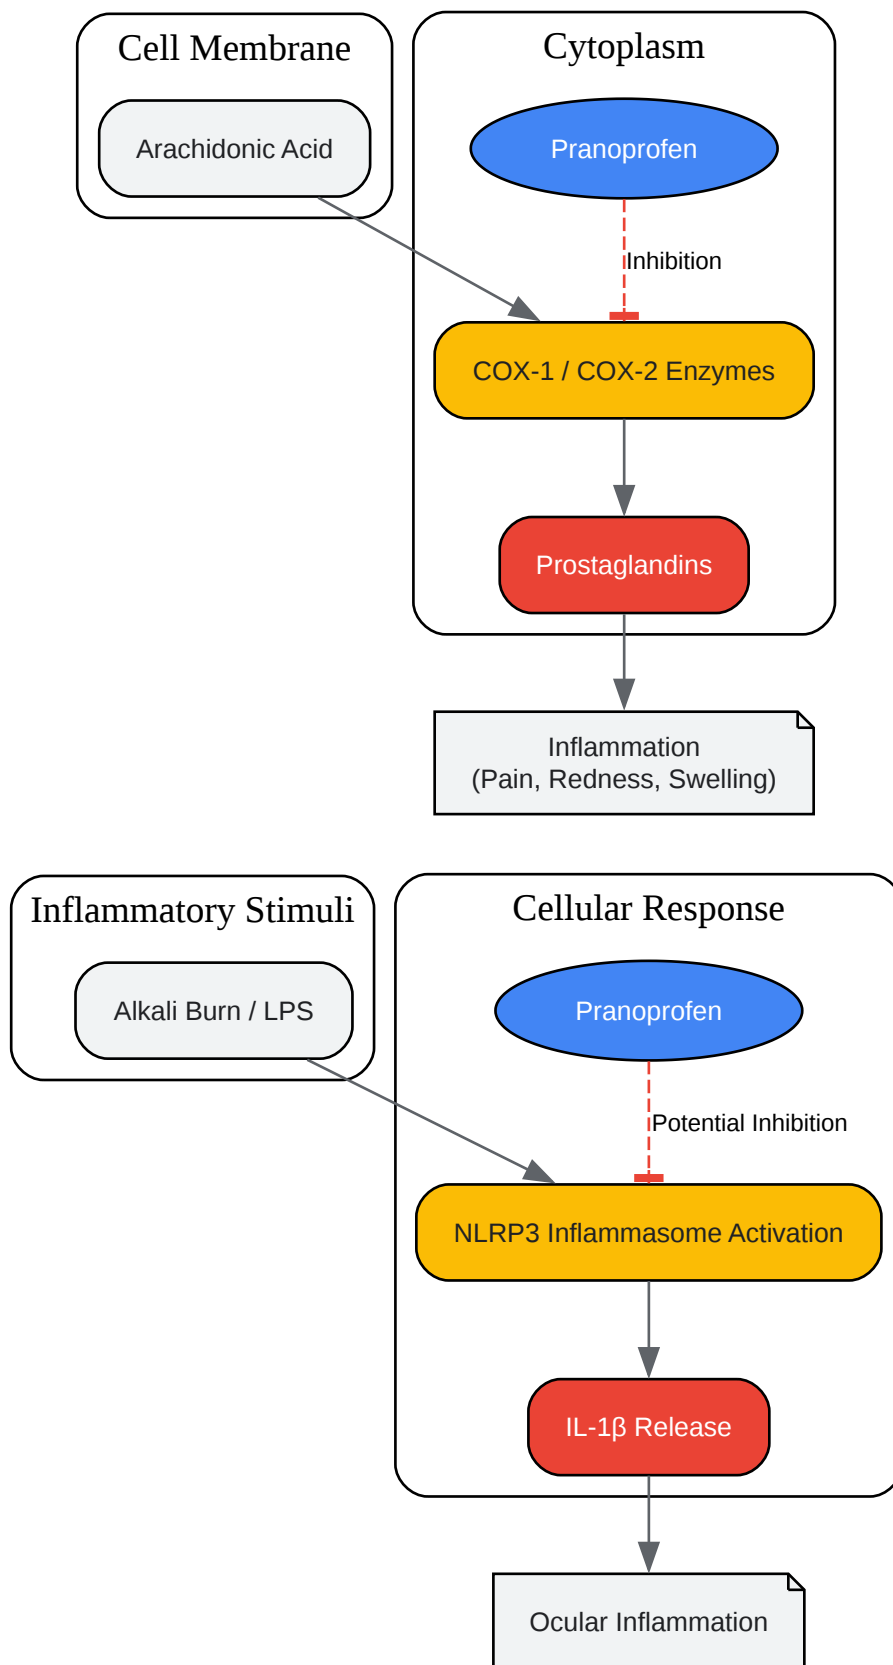 Cell Membrane
Cytoplasm
Arachidonic Acid
Pranoprofen
Inhibition
COX-1 / COX-2 Enzymes
Prostaglandins
Inflammation
(Pain, Redness, Swelling)
Inflammatory Stimuli
Cellular Response
Alkali Burn / LPS
Pranoprofen
Potential Inhibition
NLRP3 Inflammasome Activation
IL-1β Release
Ocular Inflammation